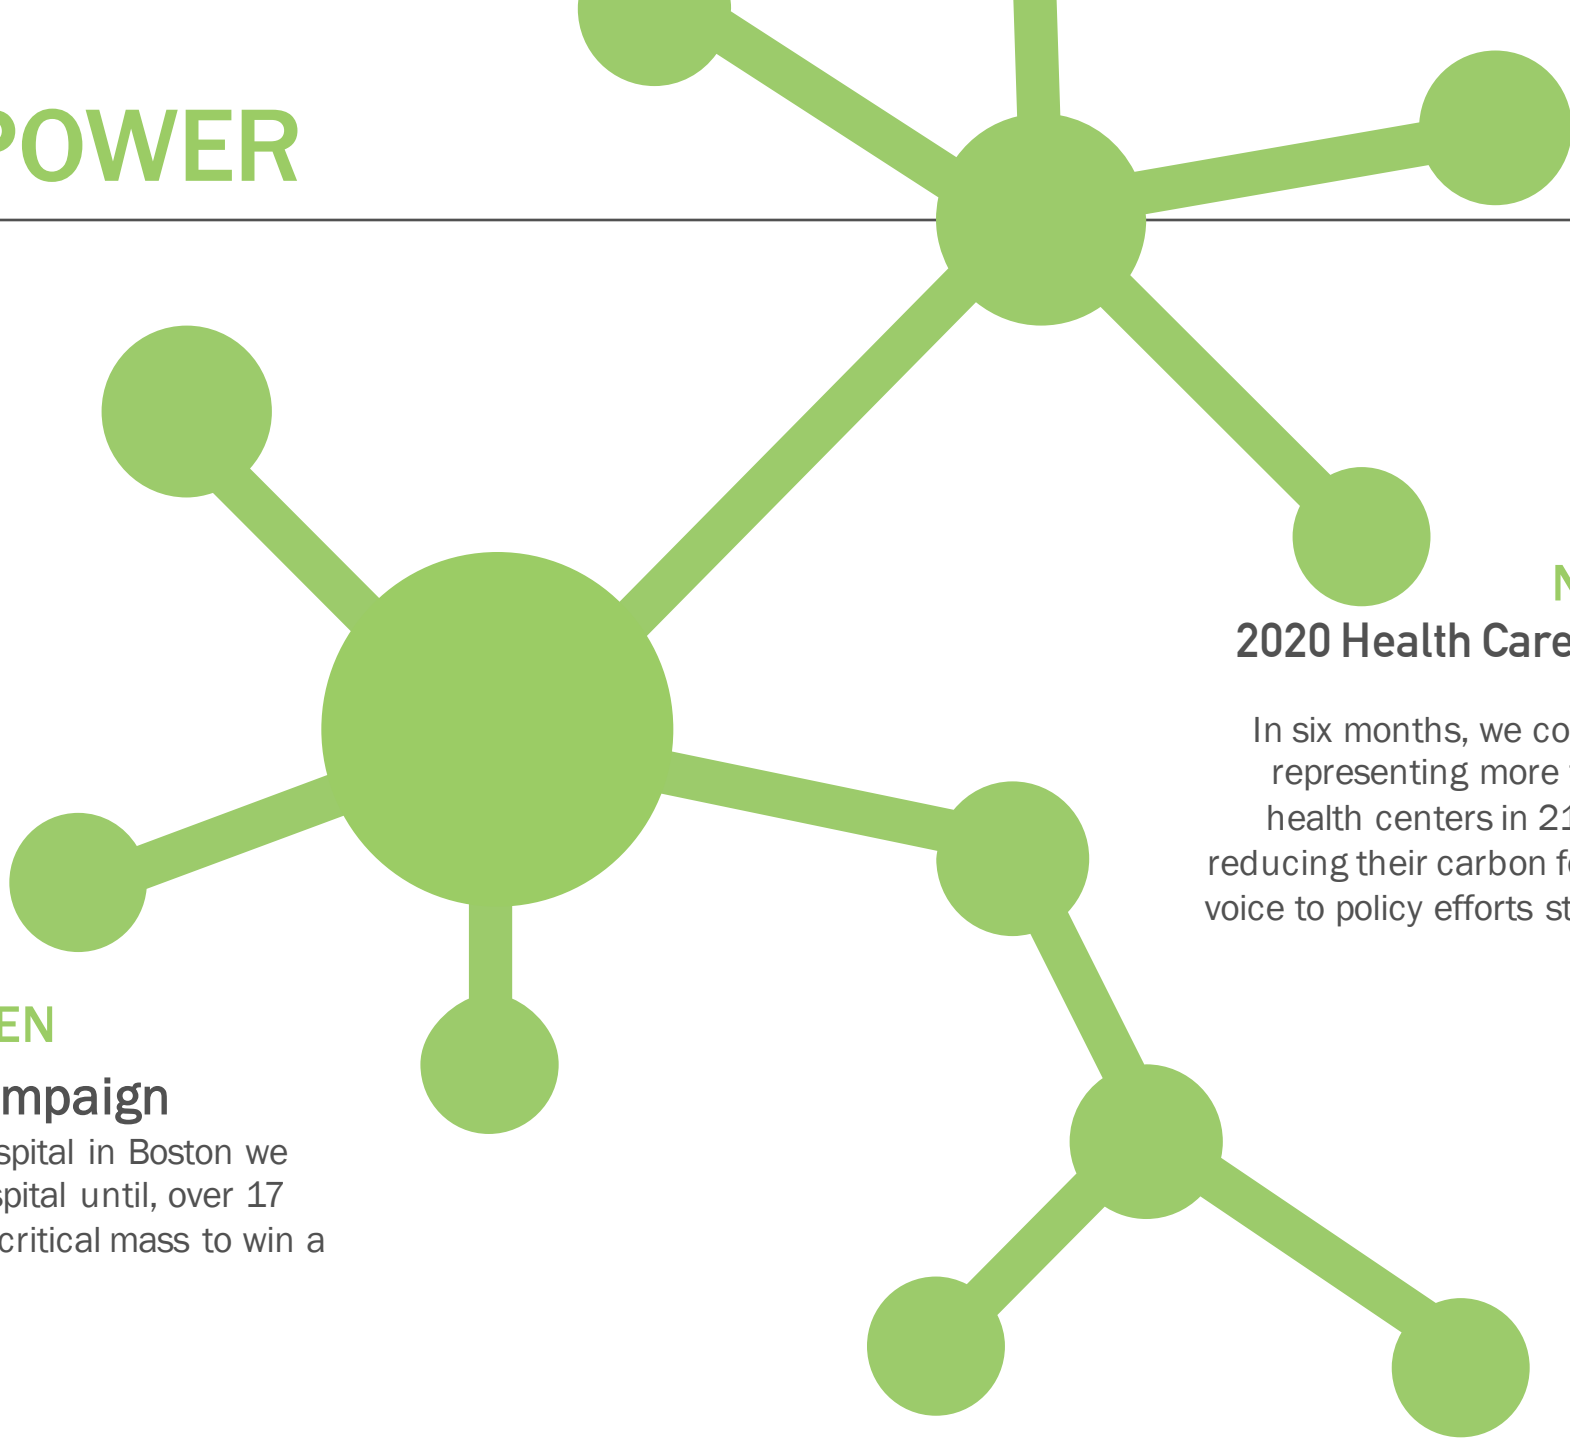 POWER
EN
mpaign
spital in Boston we
spital until, over 17
critical mass to win a
N
2020 Health Care
In six months, we co
representing more
health centers in 21
reducing their carbon f
voice to policy efforts st